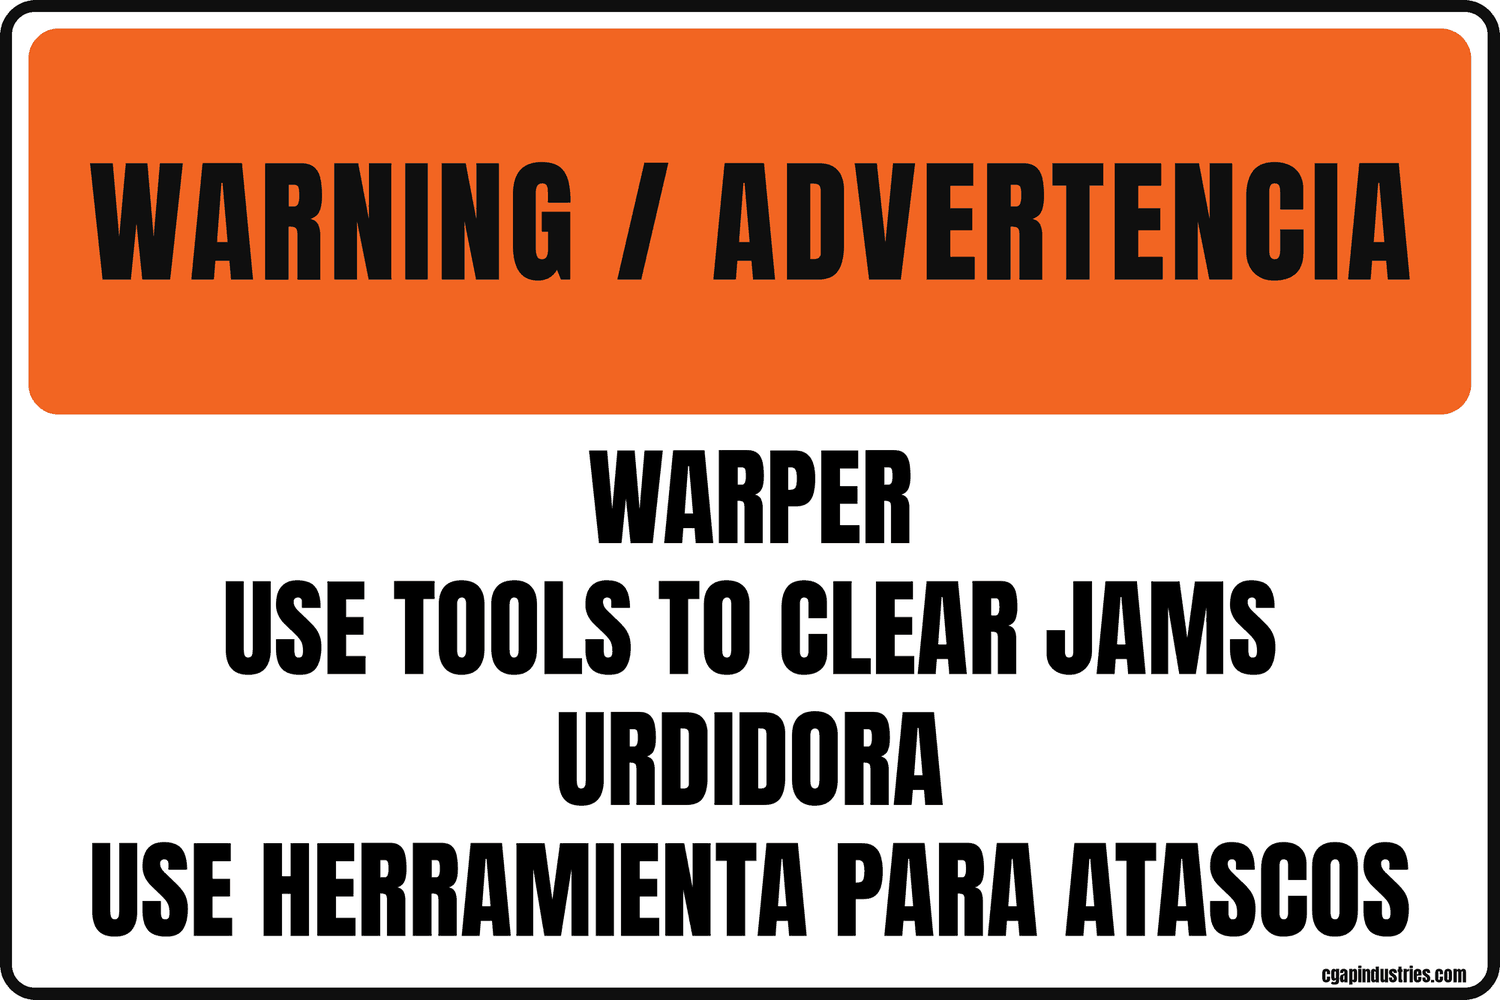 WARNING / ADVERTENCIA
WARPER
USE TOOLS TO CLEAR JAMS
URDIDORA
USE HERRAMIENTA PARA ATASCOS
cgapindustries.com